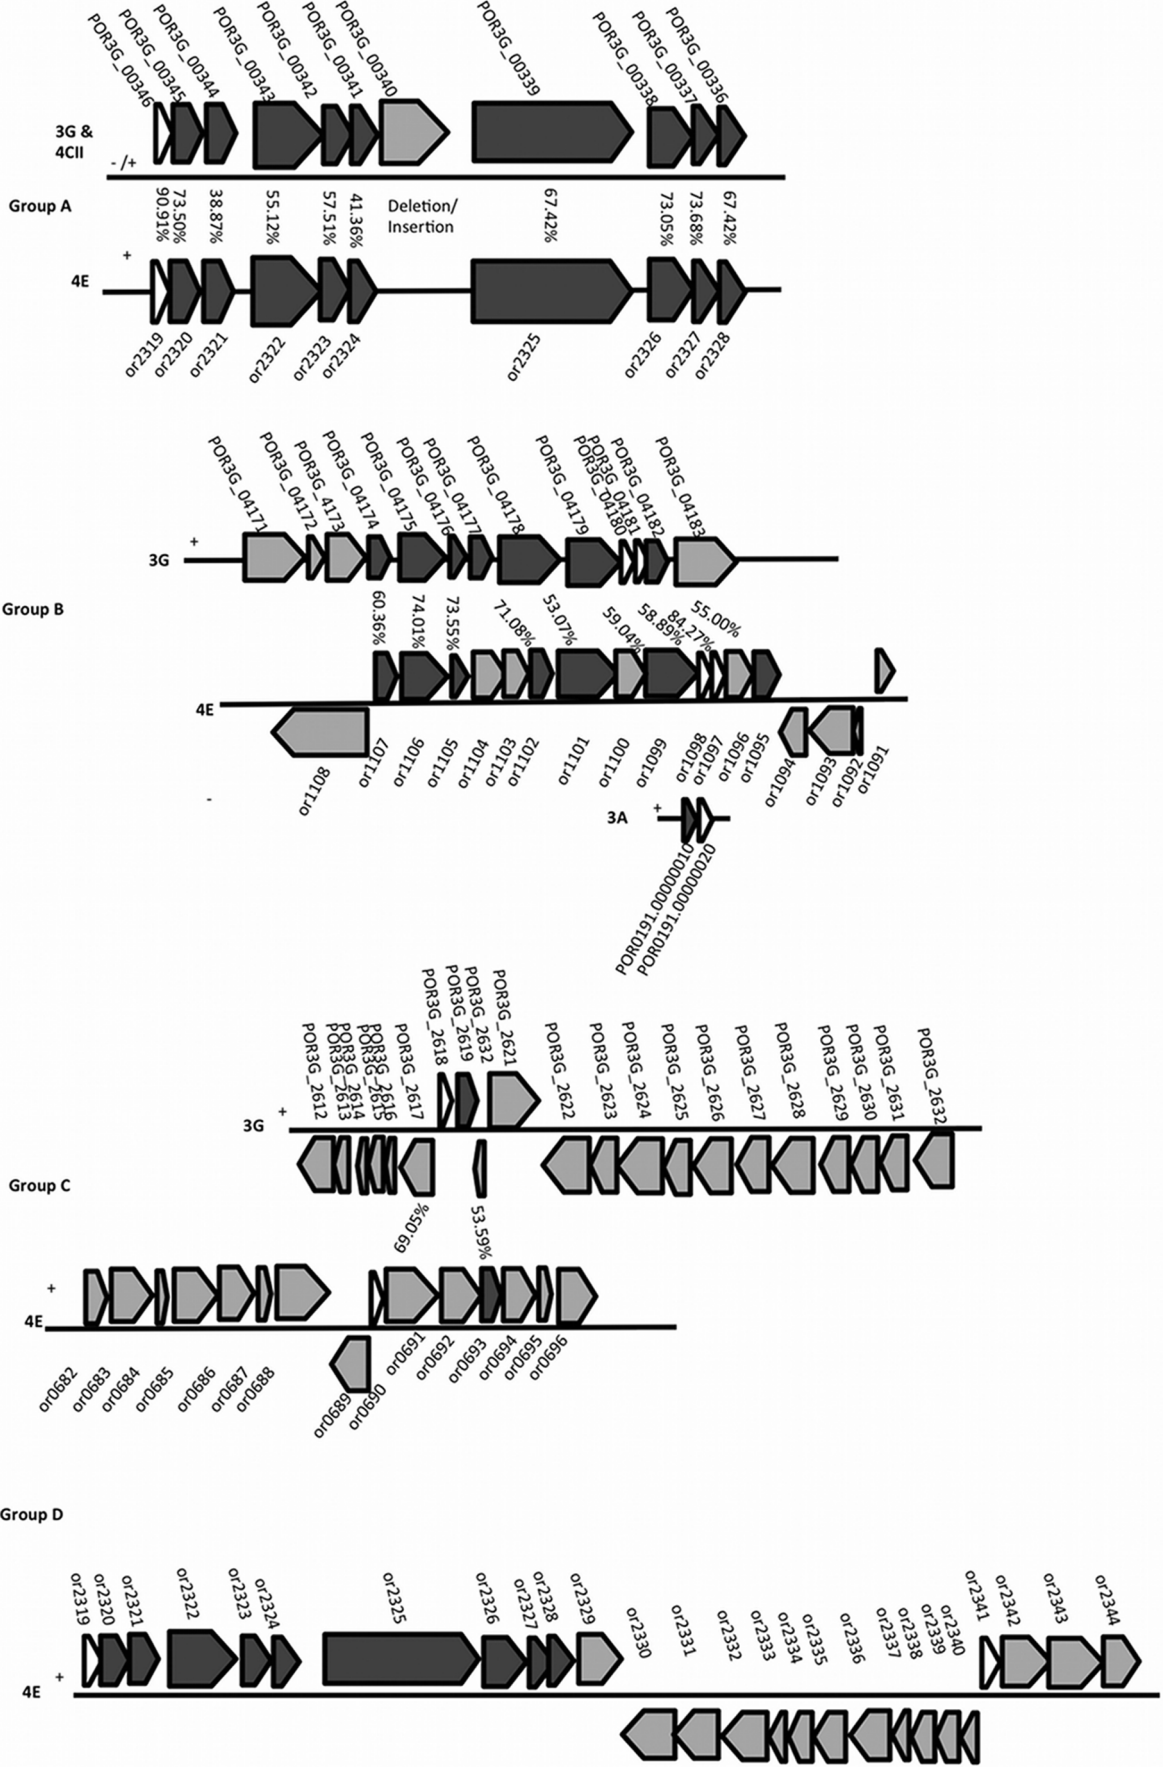 POR3G_00346
POR3G_00345
POR3G_00344
POR3G_00343
POR3G_00342
POR3G_00341
POR3G_00340
POR3G_00339
POR3G_00338
POR3G_00337
POR3G_00336
3G &
4CII
- /+
Group A
90.91%
73.50%
38.87%
55.12%
57.51%
41.36%
Deletion/
Insertion
67.42%
73.05%
73.68%
67.42%
+
4E
or2319
or2320
or2321
or2322
or2323
or2324
or2325
or2326
or2327
or2328
POR3G_04171
POR3G_04172
POR3G_4173
POR3G_04174
POR3G_04175
POR3G_04176
POR3G_04177
POR3G_04178
POR3G_04179
POR3G_04180
POR3G_04181
POR3G_04182
POR3G_04183
+
3G
Group B
60.36%
74.01%
73.55%
71.08%
53.07%
59.04%
58.89%
84.27%
55.00%
4E
or1108
or1107
or1106
or1105
or1104
or1103
or1102
or1101
or1100
or1099
or1098
or1097
or1096
or1095
or1094
or1093
or1092
or1091
-
3A
+
POR0191.00000010
POR0191.00000020
POR3G_2612
POR3G_2613
POR3G_2614
POR3G_2615
POR3G_2616
POR3G_2617
POR3G_2618
POR3G_2619
POR3G_2632
POR3G_2621
POR3G_2622
POR3G_2623
POR3G_2624
POR3G_2625
POR3G_2626
POR3G_2627
POR3G_2628
POR3G_2629
POR3G_2630
POR3G_2631
POR3G_2632
+
3G
Group C
69.05%
53.59%
+
4E
or0682
or0683
or0684
or0685
or0686
or0687
or0688
or0689
or0690
or0691
or0692
or0693
or0694
or0695
or0696
Group D
or2319
or2320
or2321
or2322
or2323
or2324
or2325
or2326
or2327
or2328
or2329
or2330
or2331
or2332
or2333
or2334
or2335
or2336
or2337
or2338
or2339
or2340
or2341
or2342
or2343
or2344
+
4E